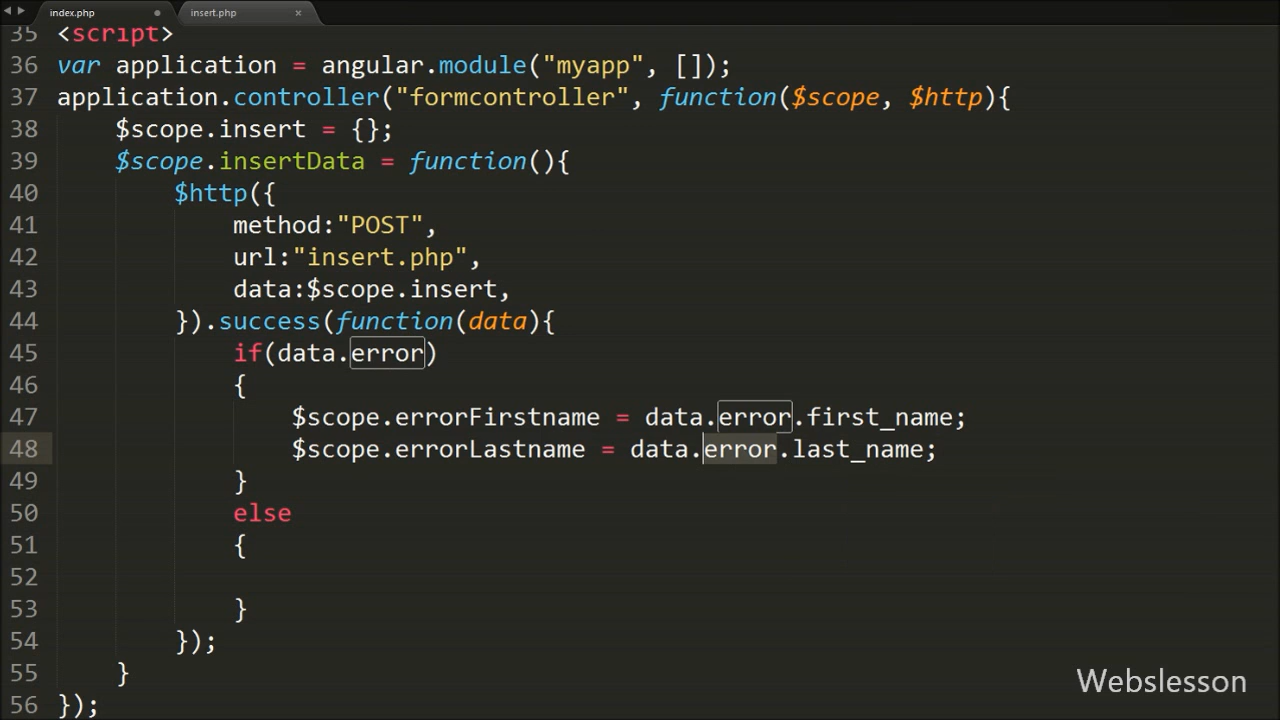 index.php
insert.php
35 <script>
36 var application = angular.module("myapp", []);
37 application.controller("formcontroller", function($scope, $http){
38 $scope.insert = {};
39 $scope.insertData = function(){
40 $http({
41 method:"POST",
42 url:"insert.php",
43 data:$scope.insert,
44 }).success(function(data){
45 if(data.error)
46 {
47 $scope.errorFirstname = data.error.first_name;
48 $scope.errorLastname = data.error.last_name;
49 }
50 else
51 {
52
53 }
54 });
55 }
56 });
Webslesson